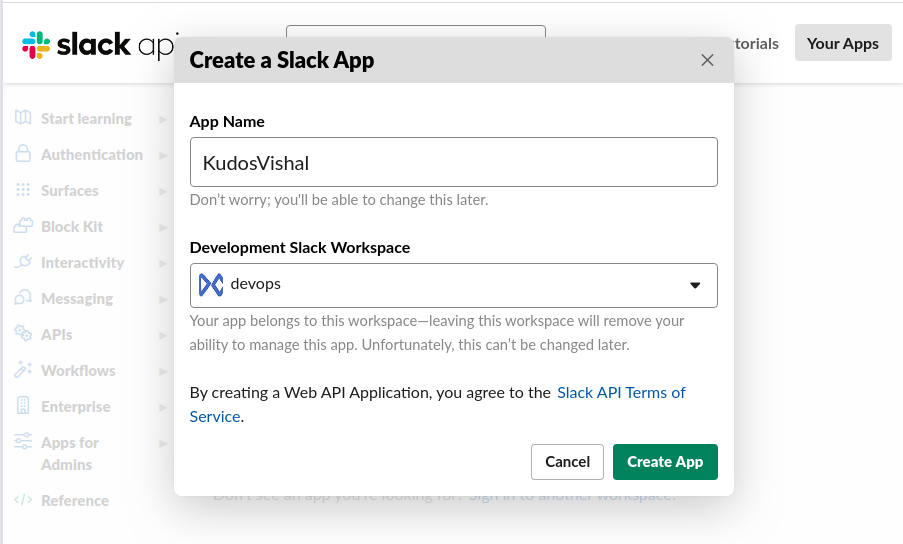 slack api
torials
Your Apps
Create a Slack App
Start learning
Authentication
Surfaces
Block Kit
Interactivity
Messaging
APIs
Workflows
Enterprise
Apps for
Admins
Reference
App Name
KudosVishal
Don't worry; you'll be able to change this later.
Development Slack Workspace
devops
Your app belongs to this workspace—leaving this workspace will remove your
ability to manage this app. Unfortunately, this can't be changed later.
By creating a Web API Application, you agree to the Slack API Terms of
Service.
Cancel
Create App
Don't see an app you're looking for? Sign in to another workspace.